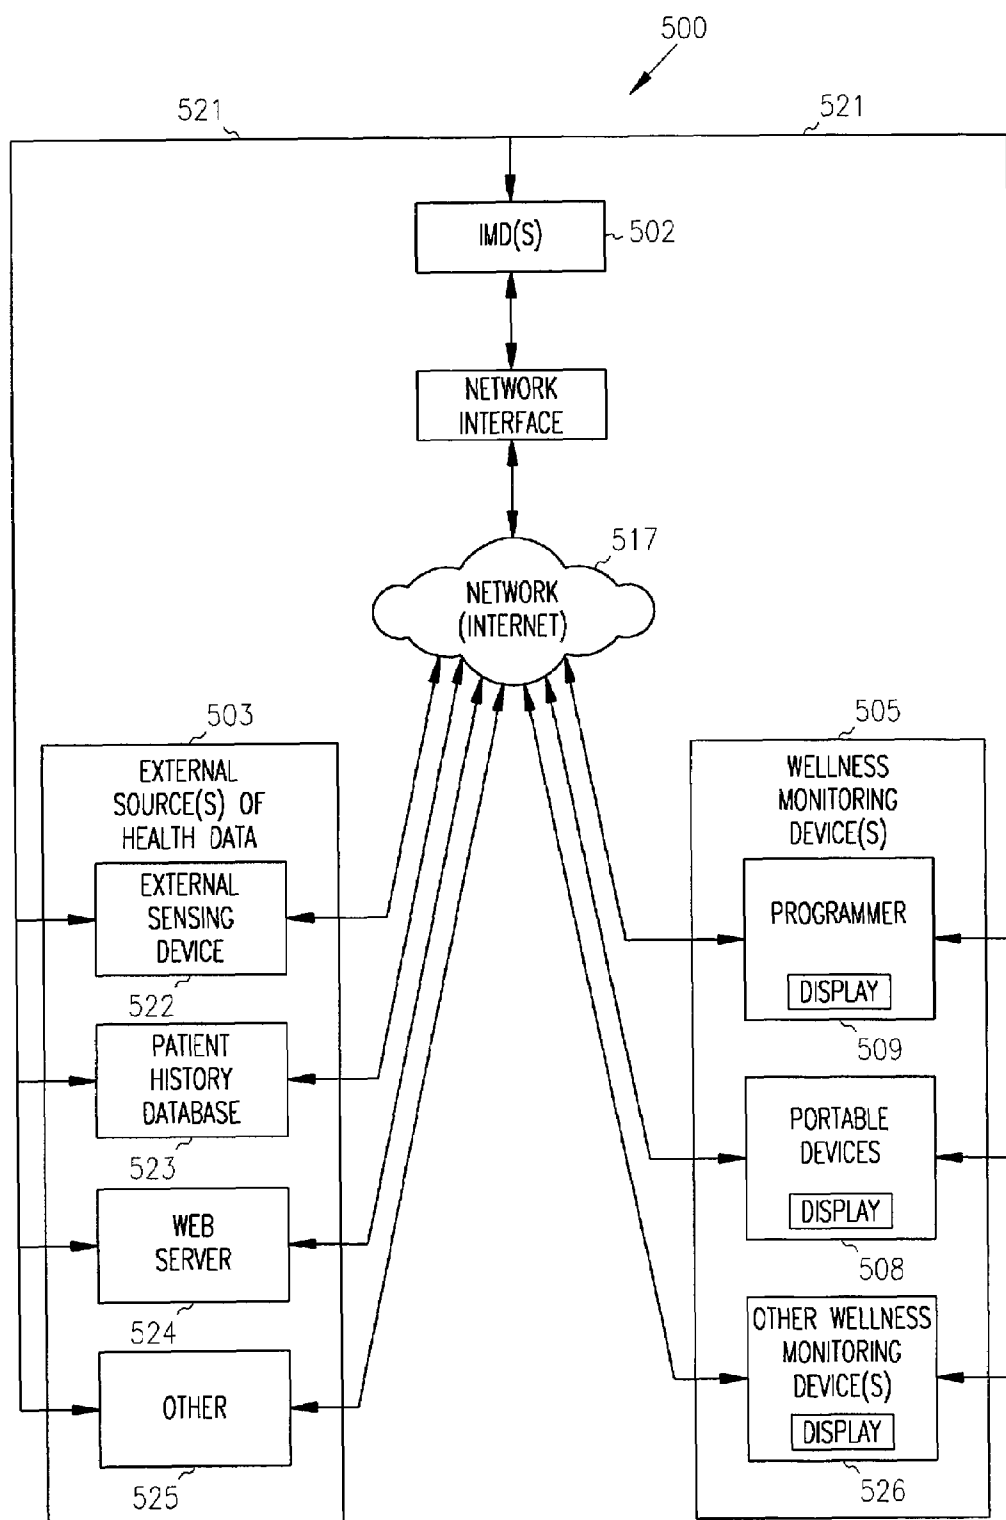 500
521
521
IMD(S)
502
NETWORK
INTERFACE
517
NETWORK
(INTERNET)
503
EXTERNAL
SOURCE(S) OF
HEALTH DATA
EXTERNAL
SENSING
DEVICE
522
PATIENT
HISTORY
DATABASE
523
WEB
SERVER
524
OTHER
525
505
WELLNESS
MONITORING
DEVICE(S)
PROGRAMMER
DISPLAY
509
PORTABLE
DEVICES
DISPLAY
508
OTHER WELLNESS
MONITORING
DEVICE(S)
DISPLAY
526